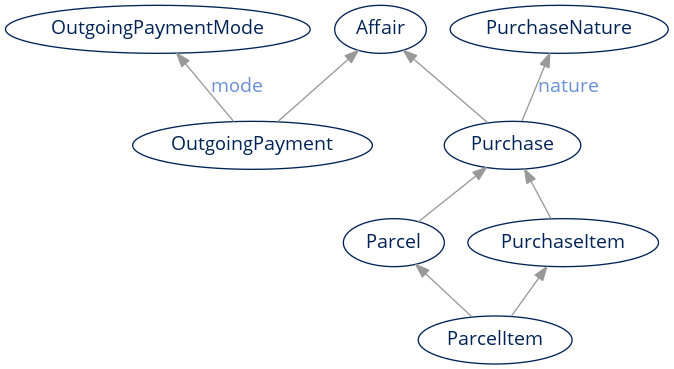 OutgoingPaymentMode
Affair
PurchaseNature
mode
nature
OutgoingPayment
Purchase
Parcel
PurchaseItem
ParcelItem